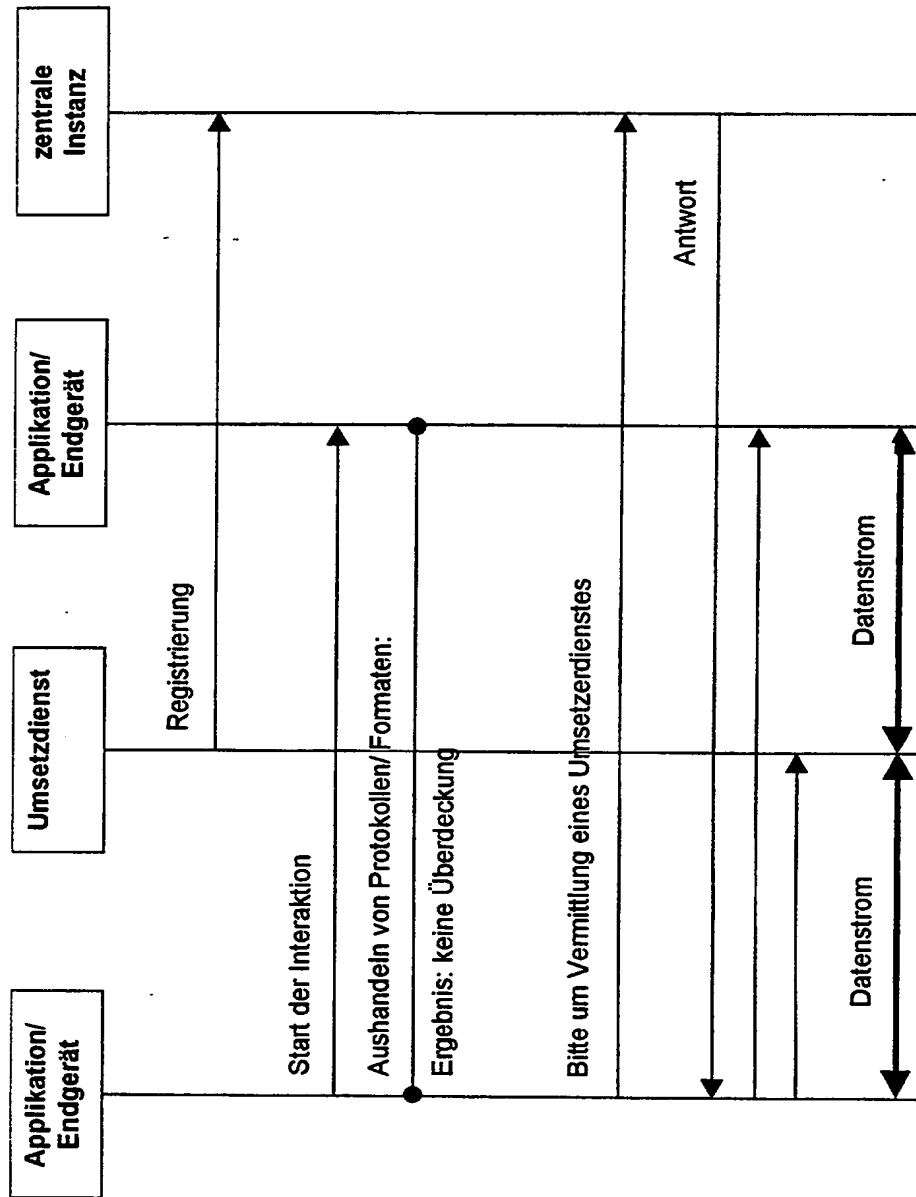 Applikation/
Endgerät
Umsetzdienst
Applikation/
Endgerät
zentrale
Instanz
Registrierung
Start der Interaktion
Aushandeln von Protokollen/ Formaten:
Ergebnis: keine Überdeckung
Bitte um Vermittlung eines Umsetzerdienstes
Antwort
Datenstrom
Datenstrom